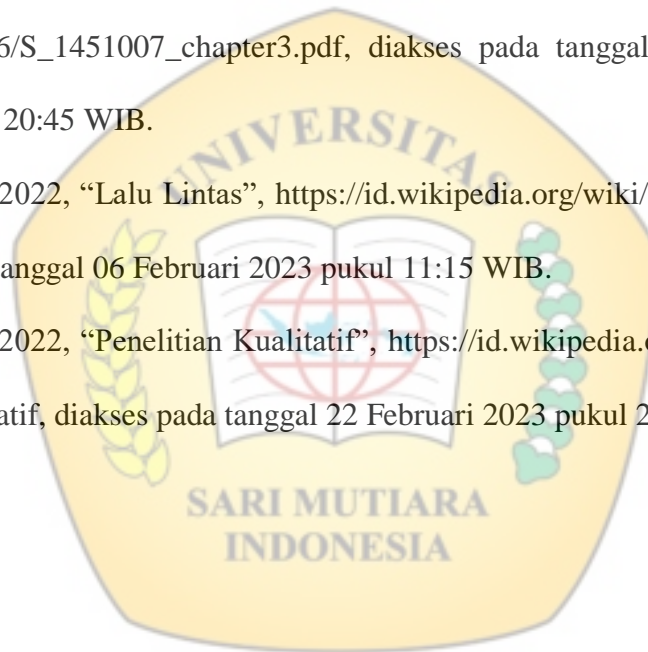 6/S_1451007_chapter3.pdf, diakses pada tanggal
20:45 WIB.
UNIVERSITAS
2022, “Lalu Lintas”, https://id.wikipedia.org/wiki/
anggal 06 Februari 2023 pukul 11:15 WIB.
2022, “Penelitian Kualitatif”, https://id.wikipedia.
atif, diakses pada tanggal 22 Februari 2023 pukul 2
SARI MUTIARA
INDONESIA